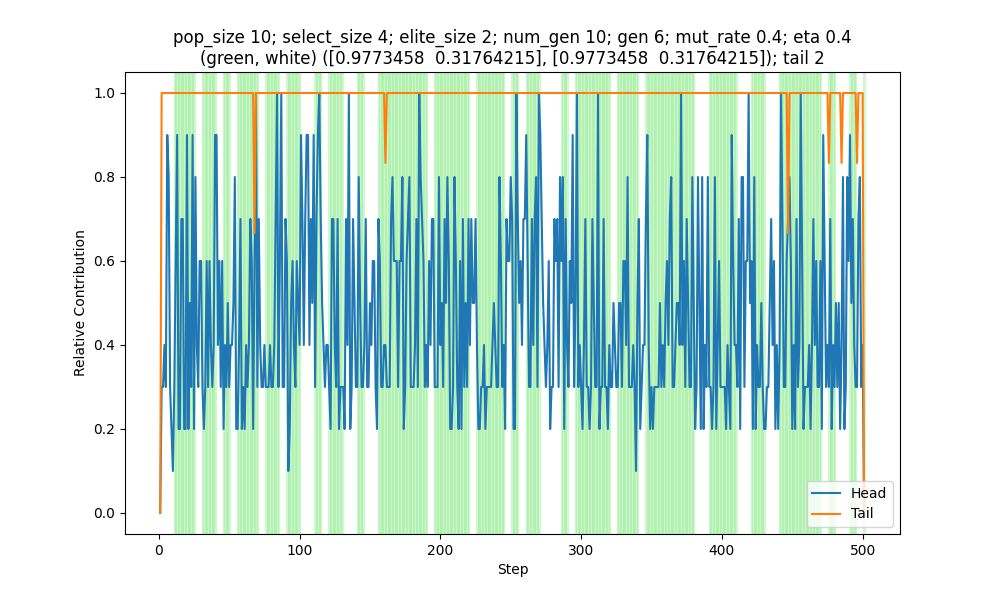 pop_size 10; select_size 4; elite_size 2; num_gen 10; gen 6; mut_rate 0.4; eta 0.4
(green, white) ([0.9773458  0.31764215], [0.9773458  0.31764215]); tail 2
1.0
0.8
0.6
0.4
0.2
0.0
Relative Contribution
0
100
200
300
400
500
Step
Head
Tail